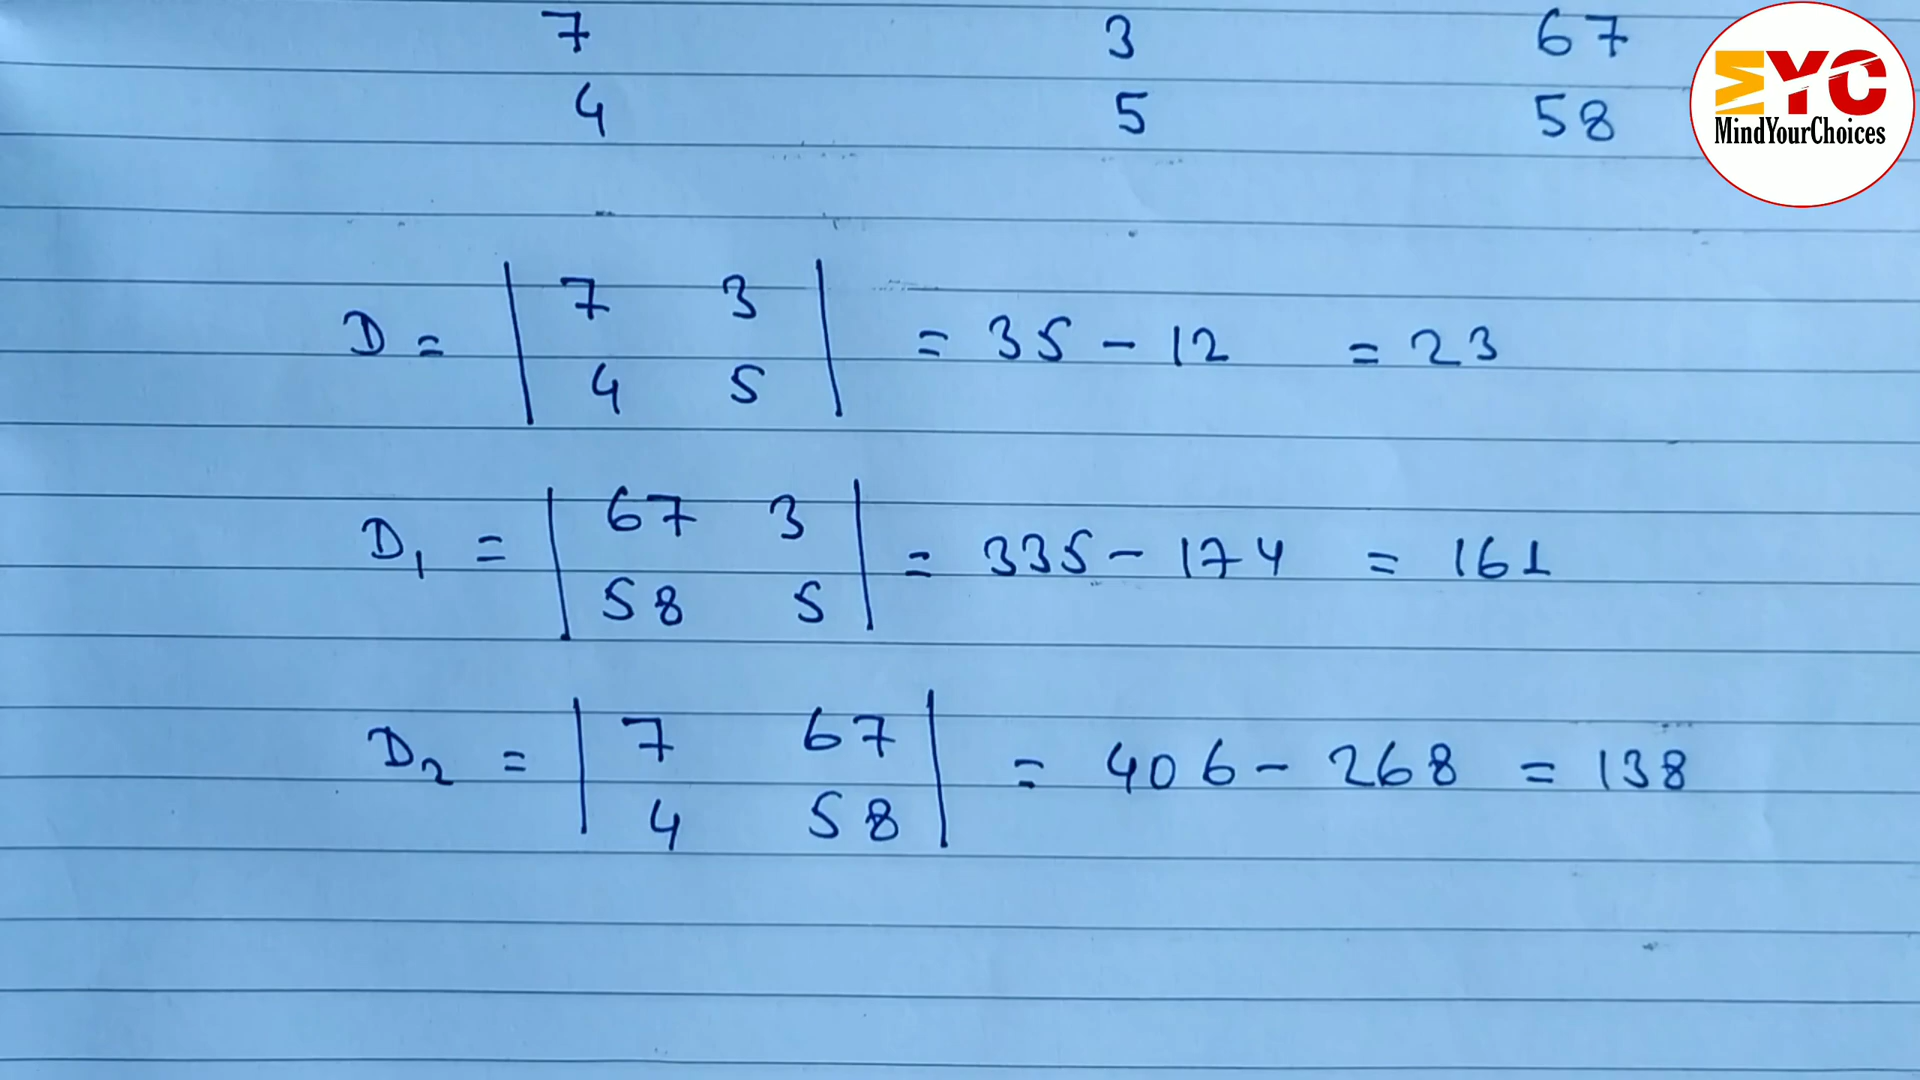 7 3 67
4 5 58
MYC
MindYourChoices
D = | 7 3 | = 35 - 12 = 23
4 5
D1 = | 67 3 | = 335 - 174 = 161
58 5
D2 = | 7 67 | = 406 - 268 = 138
4 58